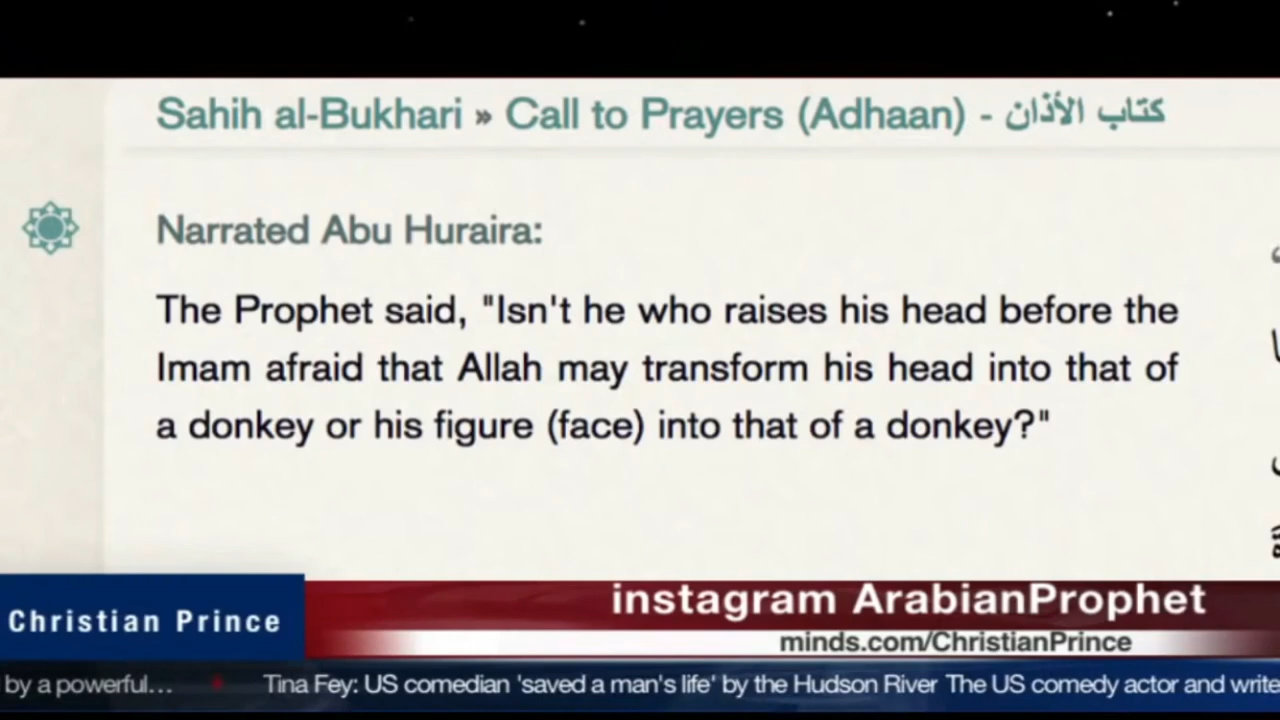 Sahih al-Bukhari » Call to Prayers (Adhaan) - كتاب الأذان
Narrated Abu Huraira:
The Prophet said, "Isn't he who raises his head before the
Imam afraid that Allah may transform his head into that of
a donkey or his figure (face) into that of a donkey?"
instagram ArabianProphet
Christian Prince
minds.com/ChristianPrince
by a powerful... Tina Fey: US comedian 'saved a man's life' by the Hudson River The US comedy actor and write